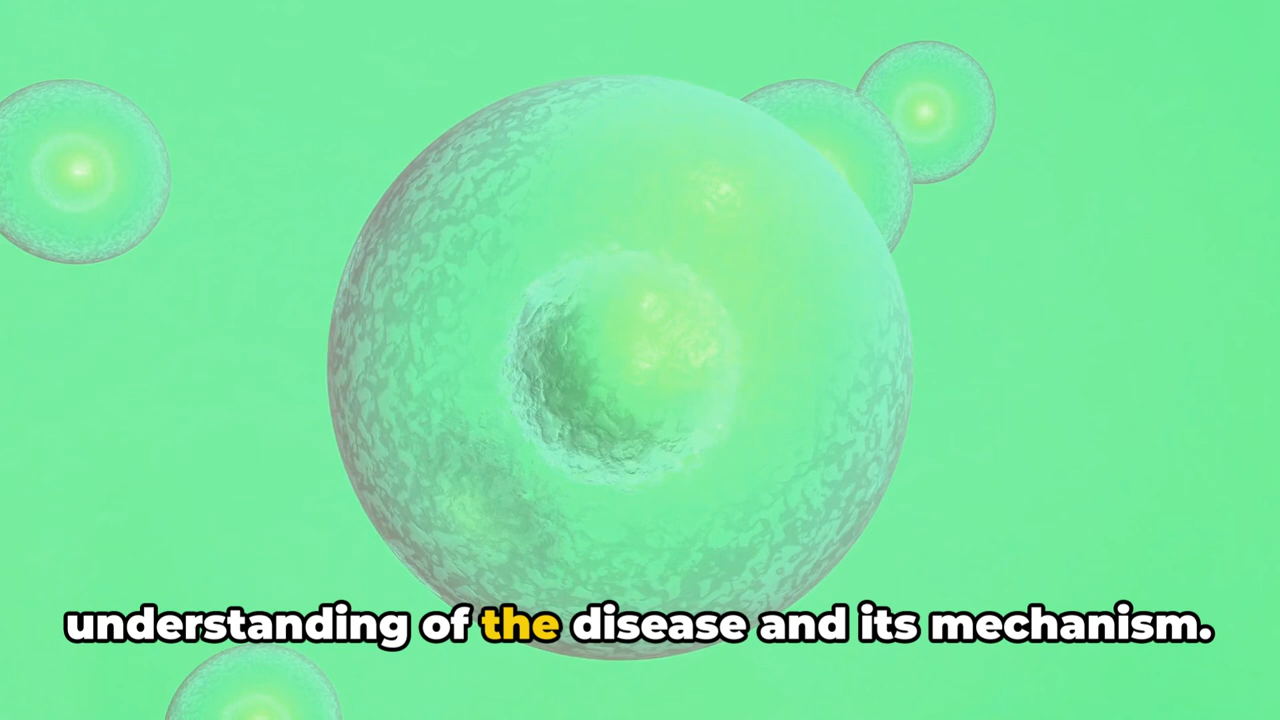 understanding of the disease and its mechanism.